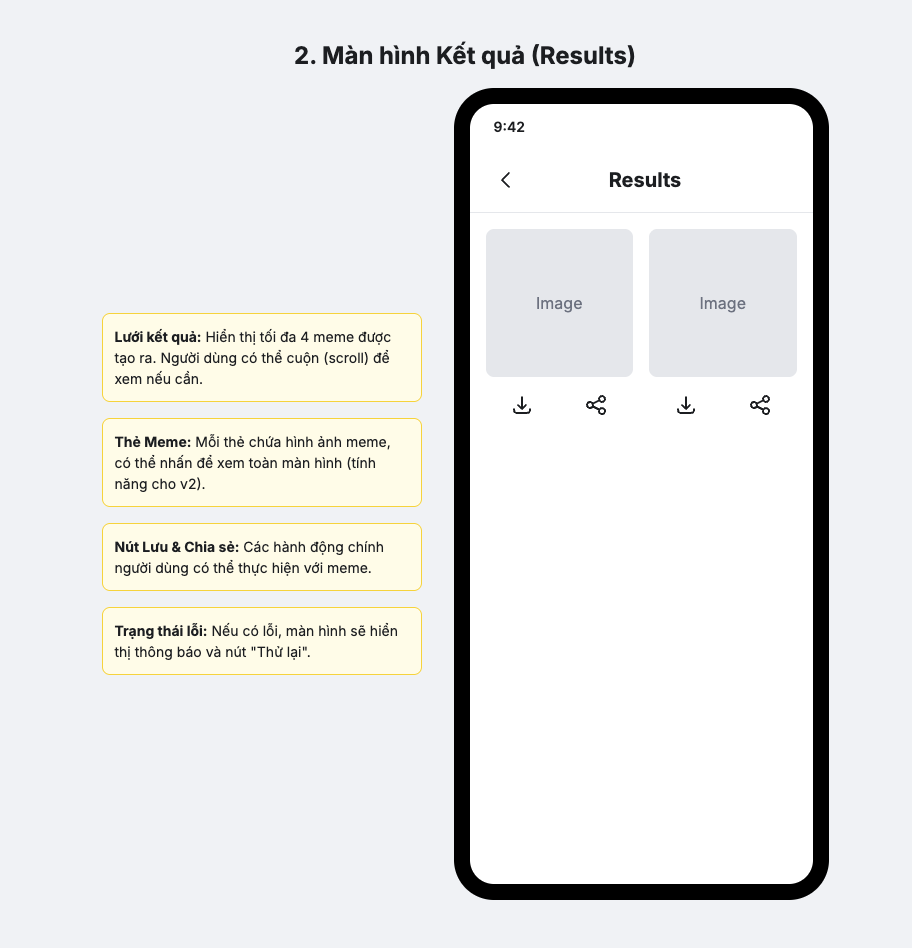 2. Màn hình Kết quả (Results)
Lưới kết quả: Hiển thị tối đa 4 meme được
tạo ra. Người dùng có thể cuộn (scroll) để
xem nếu cần.
Thẻ Meme: Mỗi thẻ chứa hình ảnh meme,
có thể nhấn để xem toàn màn hình (tính
năng cho v2).
Nút Lưu & Chia sẻ: Các hành động chính
người dùng có thể thực hiện với meme.
Trạng thái lỗi: Nếu có lỗi, màn hình sẽ hiển
thị thông báo và nút "Thử lại".
9:42
Results
Image
Image